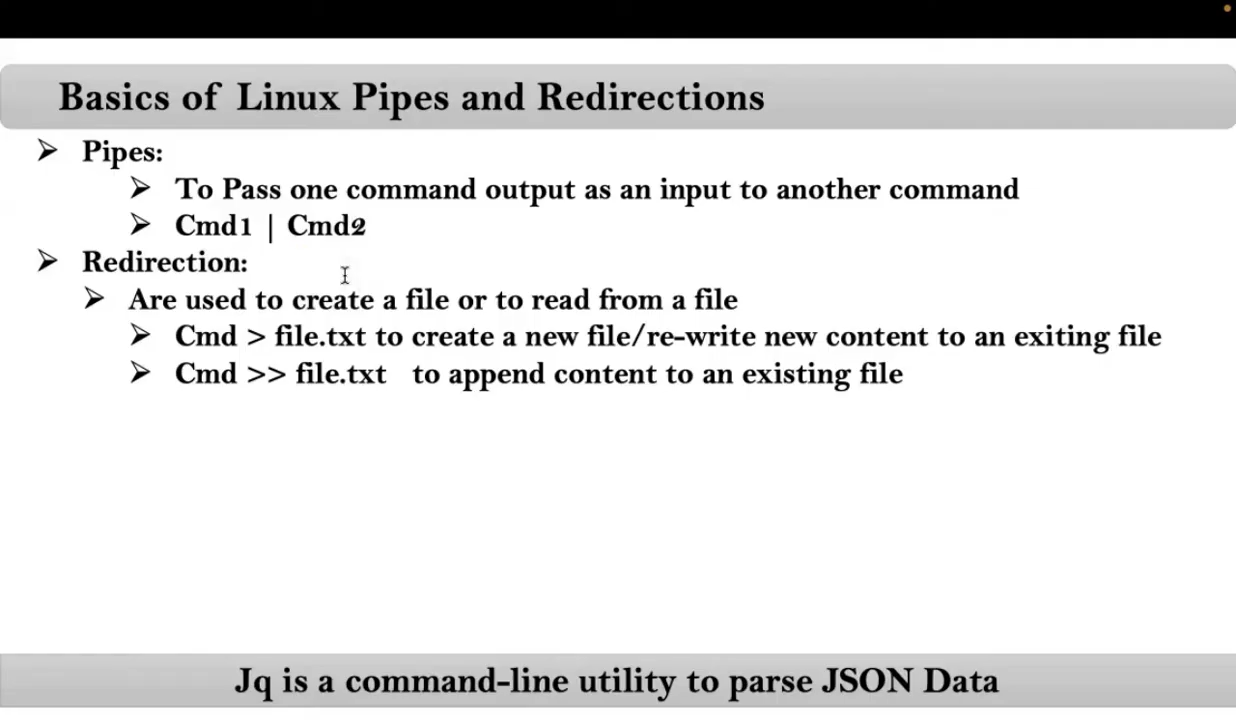 Basics of Linux Pipes and Redirections
Pipes:
To Pass one command output as an input to another command
Cmd1 | Cmd2
Redirection:
Are used to create a file or to read from a file
Cmd > file.txt to create a new file/re-write new content to an exiting file
Cmd >> file.txt to append content to an existing file
Jq is a command-line utility to parse JSON Data